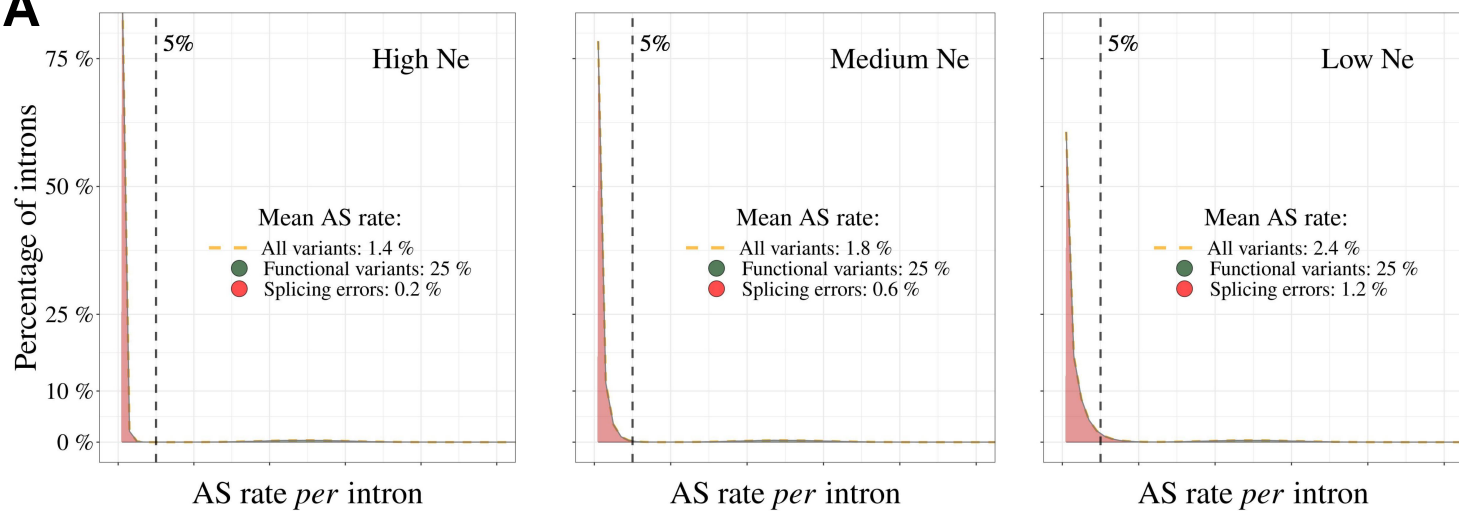 A
Percentage of introns
75 %
50 %
25 %
10 %
0 %
5%
High Ne
Mean AS rate:
All variants: 1.4 %
Functional variants: 25 %
Splicing errors: 0.2 %
AS rate per intron
5%
Medium Ne
Mean AS rate:
All variants: 1.8 %
Functional variants: 25 %
Splicing errors: 0.6 %
AS rate per intron
5%
Low Ne
Mean AS rate:
All variants: 2.4 %
Functional variants: 25 %
Splicing errors: 1.2 %
AS rate per intron